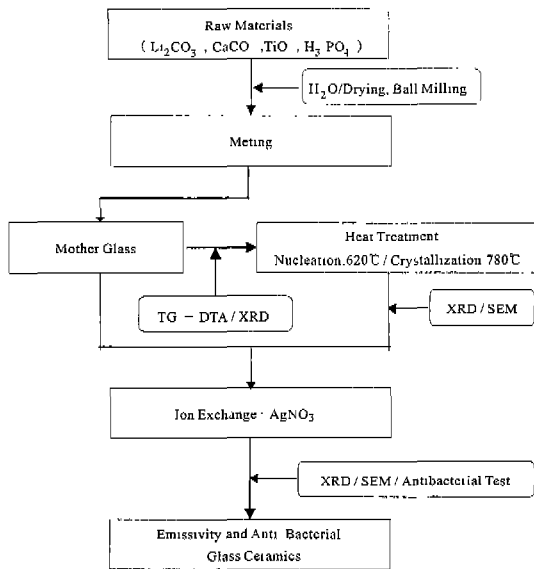 Raw Materials
( Li₂CO₃ , CaCO , TiO , H₃ PO₄ )
H₂O/Drying, Ball Milling
Meting
Mother Glass
Heat Treatment
Nucleation.620℃ / Crystallization 780℃
TG - DTA / XRD
XRD / SEM
Ion Exchange · AgNO₃
XRD / SEM / Antibacterial Test
Emissivity and Anti Bacterial
Glass Ceramics